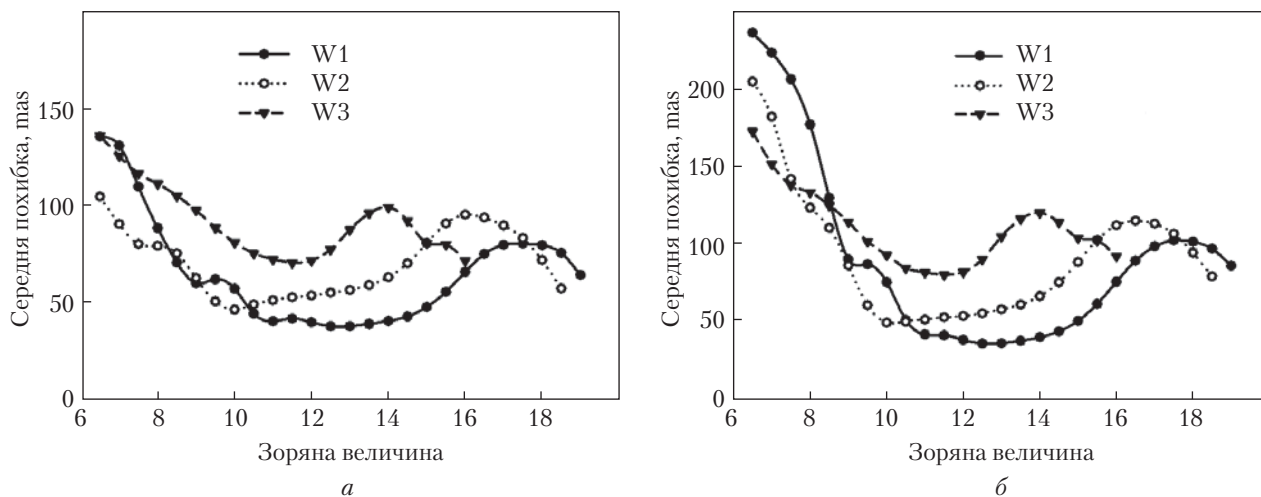 W1
W2
W3
Середня похибка, mas
150
100
50
0
6 8 10 12 14 16 18
Зоряна величина
а
W1
W2
W3
Середня похибка, mas
200
150
100
50
0
6 8 10 12 14 16 18
Зоряна величина
б